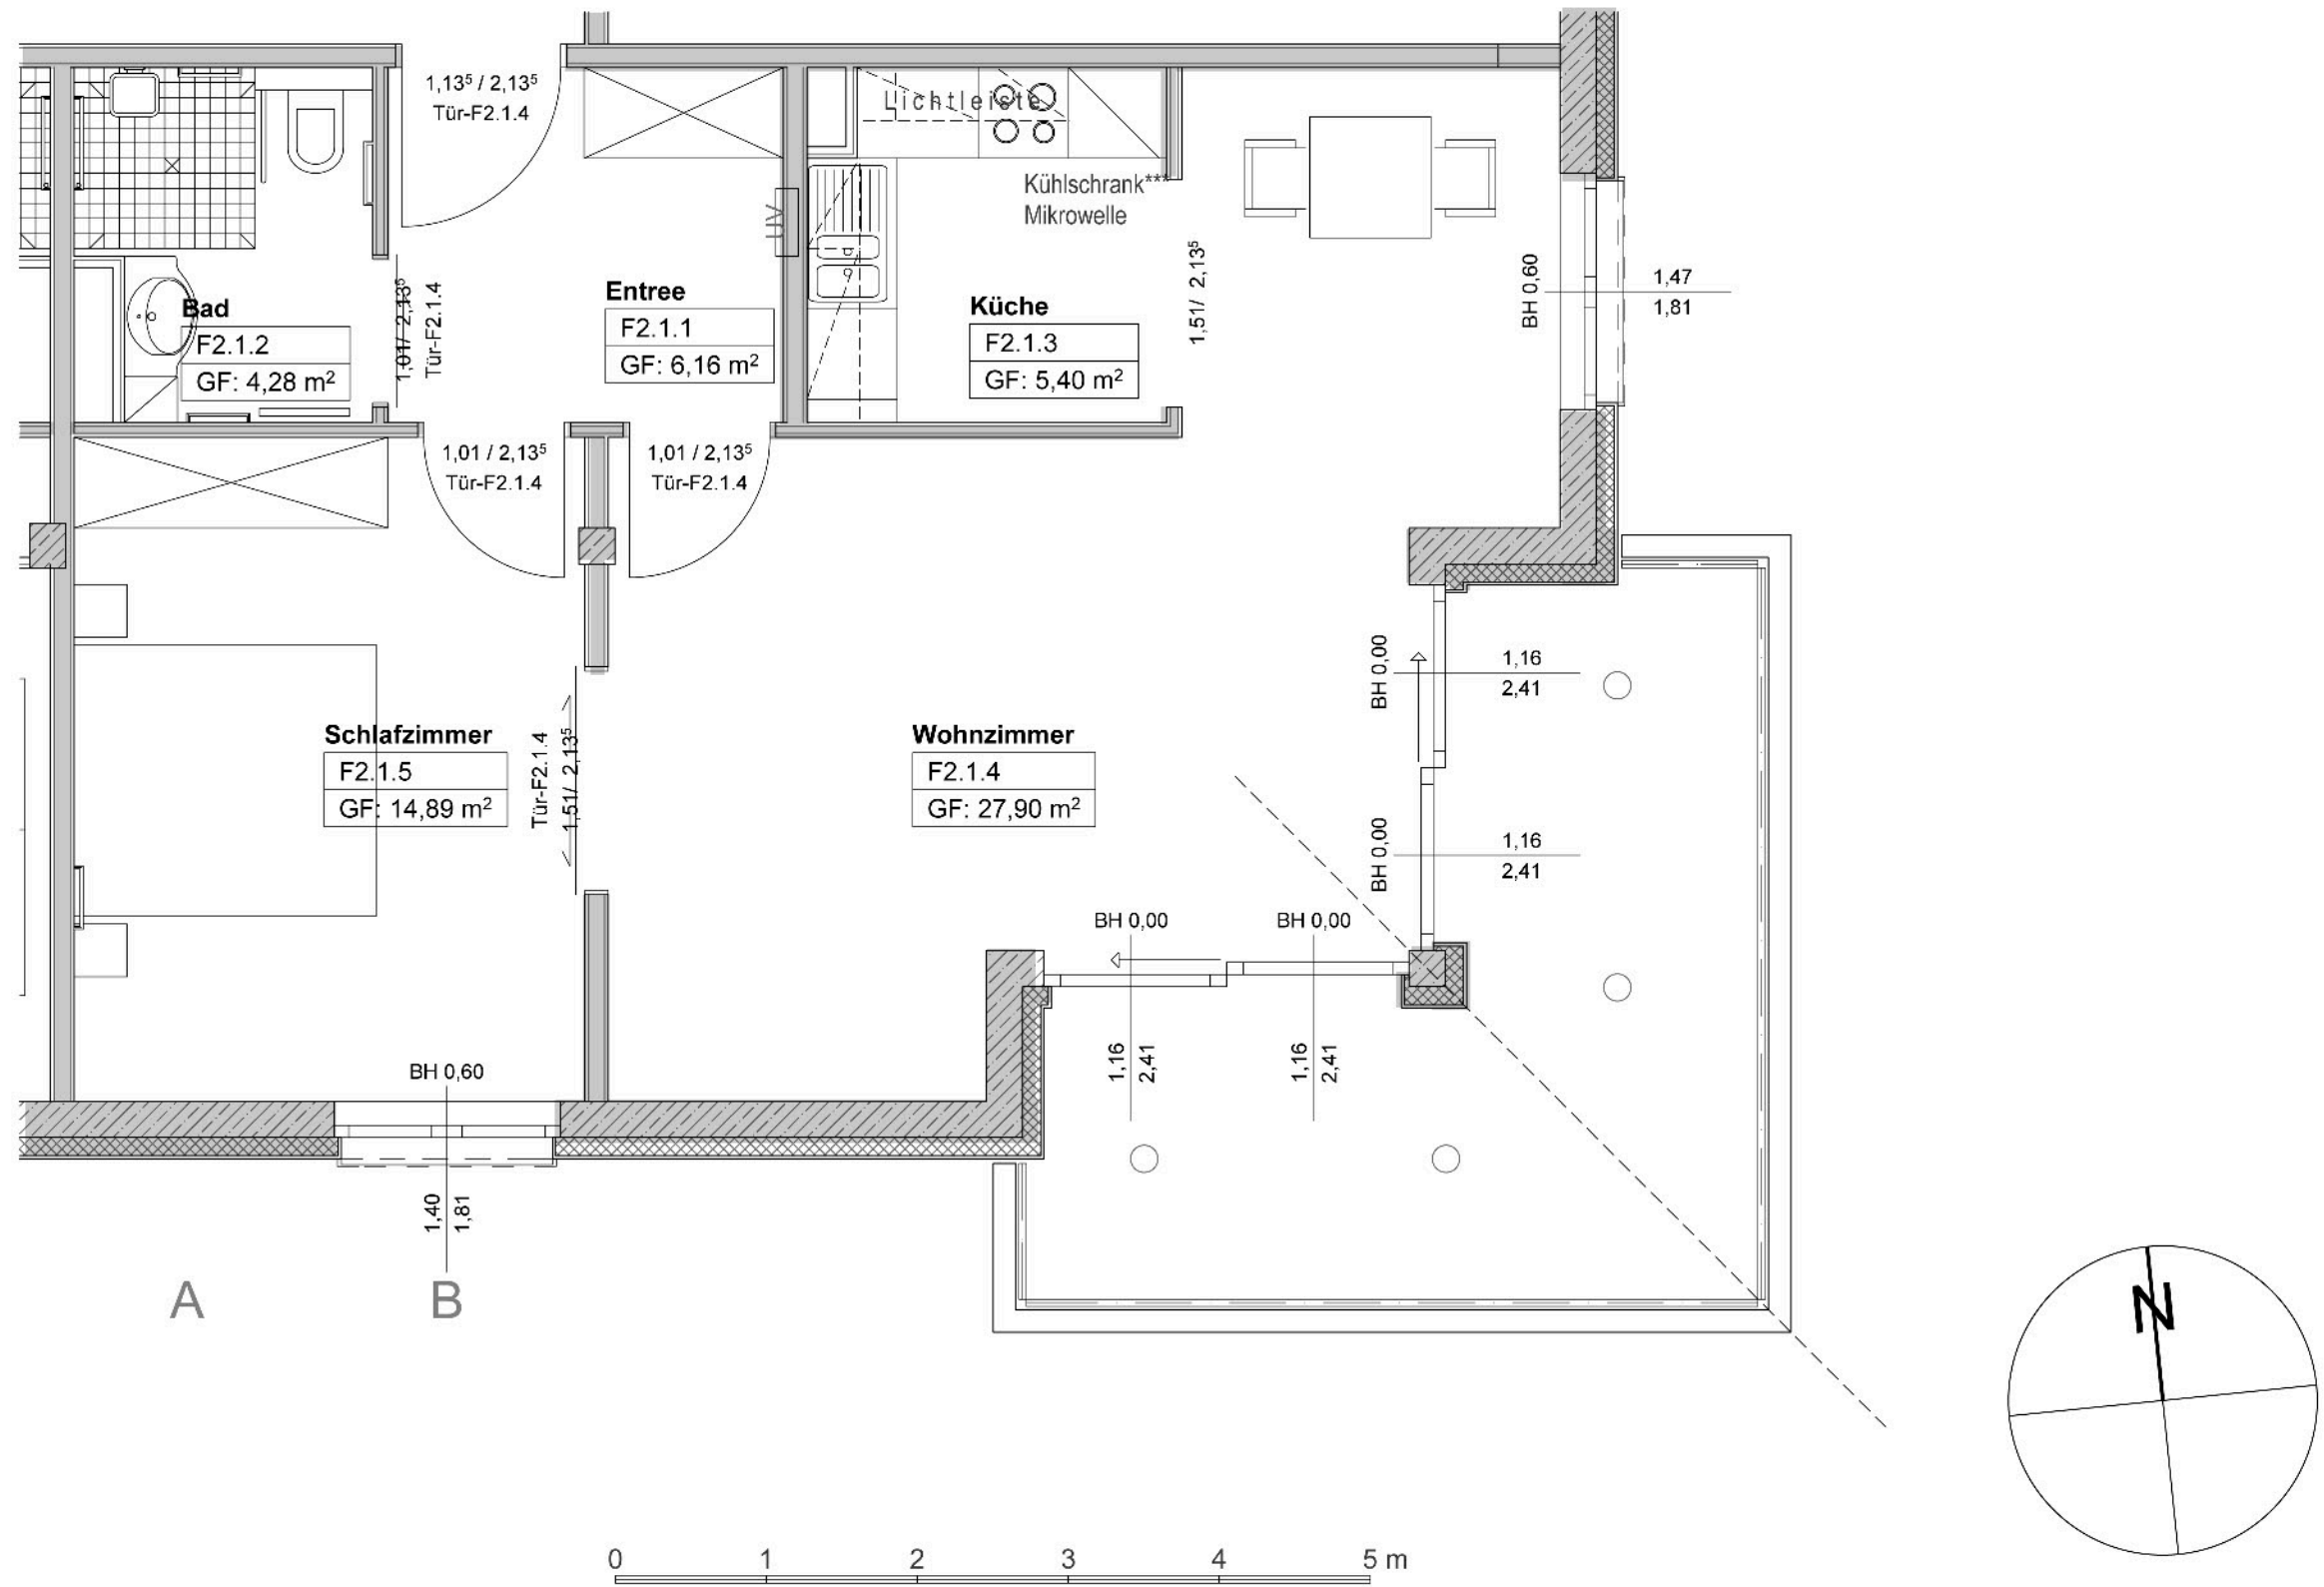 1,13⁵ / 2,13⁵
Tür-F2.1.4
Lichtleiste
Kühlschrank***
Mikrowelle
UV
1,51/ 2,13⁵
BH 0,60
1,47
1,81
Bad
F2.1.2
GF: 4,28 m²
1,01/ 2,13⁵
Tür-F2.1.4
Entree
F2.1.1
GF: 6,16 m²
Küche
F2.1.3
GF: 5,40 m²
1,01 / 2,13⁵
Tür-F2.1.4
1,01 / 2,13⁵
Tür-F2.1.4
BH 0,00
1,16
2,41
Schlafzimmer
F2.1.5
GF: 14,89 m²
Tür-F2.1.4
1,51/ 2,13⁵
Wohnzimmer
F2.1.4
GF: 27,90 m²
BH 0,00
1,16
2,41
BH 0,00
BH 0,00
1,16
2,41
1,16
2,41
BH 0,60
1,40
1,81
A
B
N
0 1 2 3 4 5 m